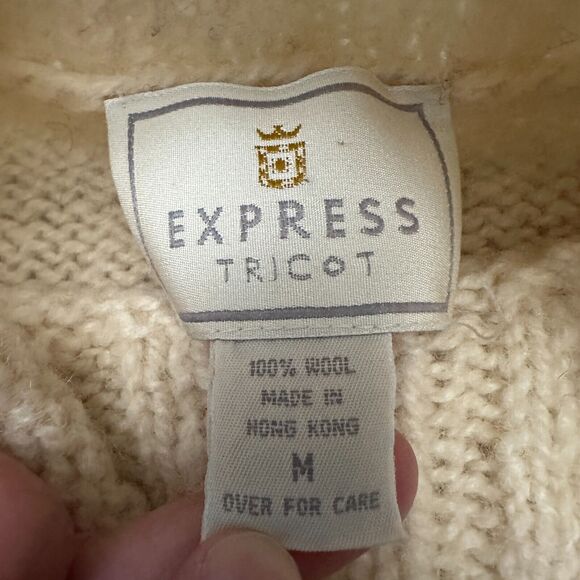 EXPRESS
TRICOT
100% WOOL
MADE IN
HONG KONG
M
OVER FOR CARE